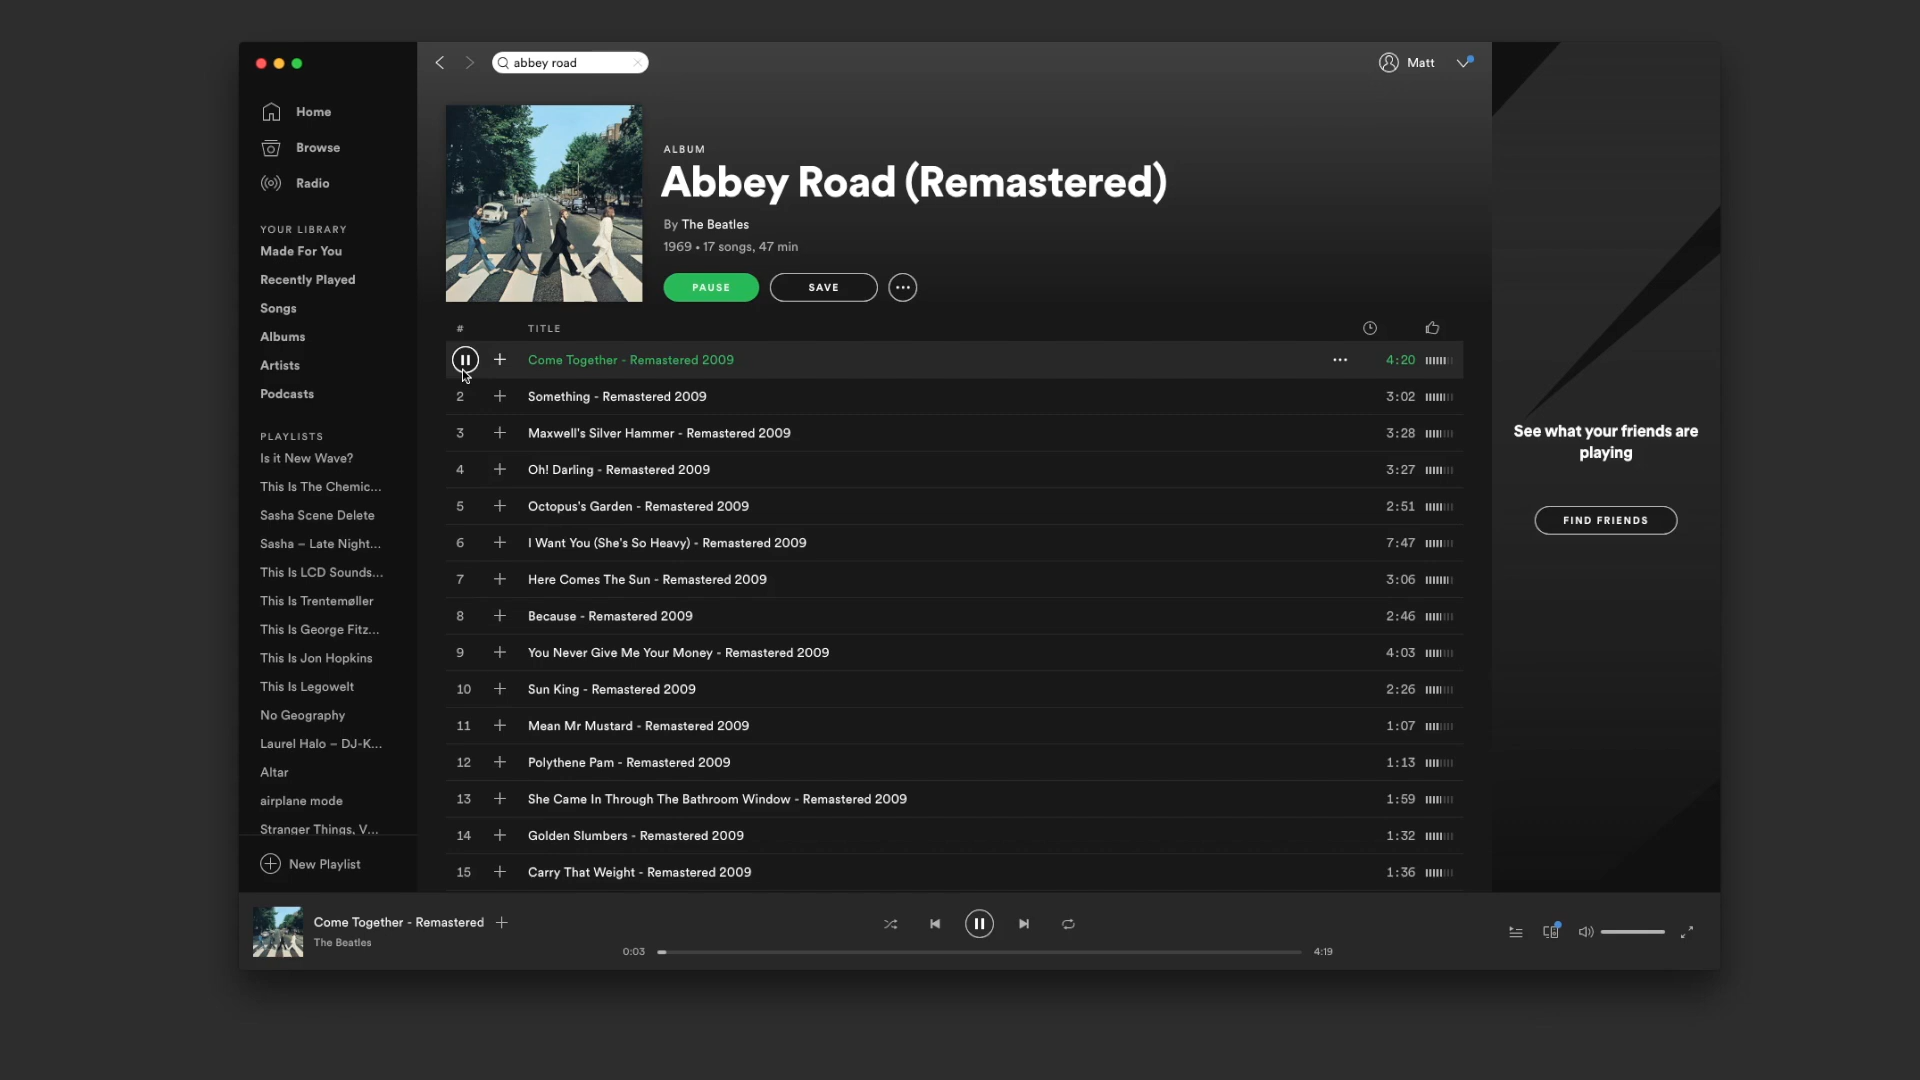 abbey road
Matt
Home
Browse
Radio
YOUR LIBRARY
Made For You
Recently Played
Songs
Albums
Artists
Podcasts
PLAYLISTS
Is it New Wave?
This Is The Chemic...
Sasha Scene Delete
Sasha – Late Night...
This Is LCD Sounds...
This Is Trentemøller
This Is George Fitz...
This Is Jon Hopkins
This Is Legowelt
No Geography
Laurel Halo – DJ-K...
Altar
airplane mode
Stranger Things, V...
New Playlist
ALBUM
Abbey Road (Remastered)
By The Beatles
1969 • 17 songs, 47 min
PAUSE SAVE
# TITLE
Come Together - Remastered 2009 4:20
2 Something - Remastered 2009 3:02
3 Maxwell's Silver Hammer - Remastered 2009 3:28
4 Oh! Darling - Remastered 2009 3:27
5 Octopus's Garden - Remastered 2009 2:51
6 I Want You (She's So Heavy) - Remastered 2009 7:47
7 Here Comes The Sun - Remastered 2009 3:06
8 Because - Remastered 2009 2:46
9 You Never Give Me Your Money - Remastered 2009 4:03
10 Sun King - Remastered 2009 2:26
11 Mean Mr Mustard - Remastered 2009 1:07
12 Polythene Pam - Remastered 2009 1:13
13 She Came In Through The Bathroom Window - Remastered 2009 1:59
14 Golden Slumbers - Remastered 2009 1:32
15 Carry That Weight - Remastered 2009 1:36
See what your friends are
playing
FIND FRIENDS
Come Together - Remastered
The Beatles
0:03 4:19